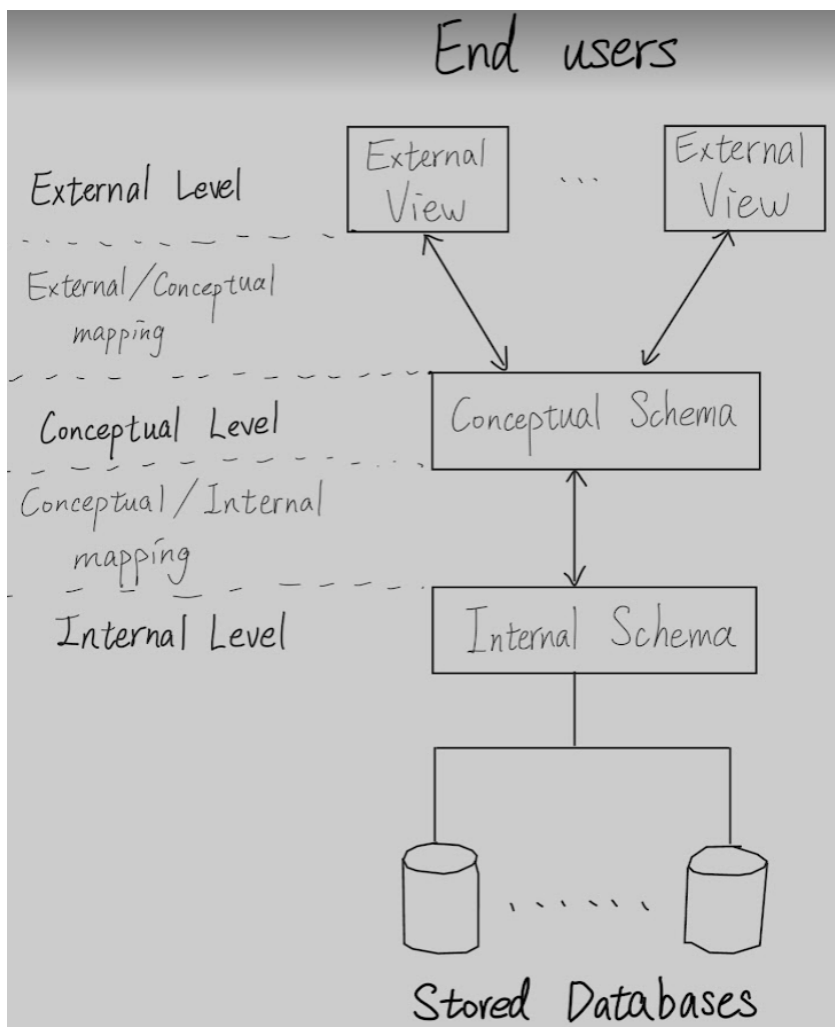 End users
External Level
External
View
...
External
View
External/Conceptual
mapping
Conceptual Level
Conceptual Schema
Conceptual/Internal
mapping
Internal Level
Internal Schema
......
Stored Databases